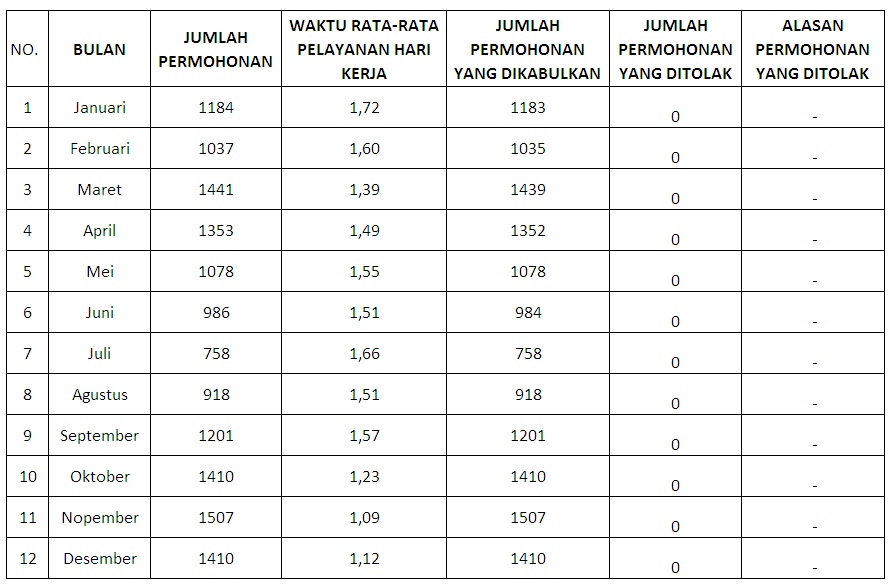 NO. BULAN JUMLAH PERMOHONAN WAKTU RATA-RATA PELAYANAN HARI KERJA JUMLAH PERMOHONAN YANG DIKABULKAN JUMLAH PERMOHONAN YANG DITOLAK ALASAN PERMOHONAN YANG DITOLAK
1 Januari 1184 1,72 1183 0 -
2 Februari 1037 1,60 1035 0 -
3 Maret 1441 1,39 1439 0 -
4 April 1353 1,49 1352 0 -
5 Mei 1078 1,55 1078 0 -
6 Juni 986 1,51 984 0 -
7 Juli 758 1,66 758 0 -
8 Agustus 918 1,51 918 0 -
9 September 1201 1,57 1201 0 -
10 Oktober 1410 1,23 1410 0 -
11 Nopember 1507 1,09 1507 0 -
12 Desember 1410 1,12 1410 0 -